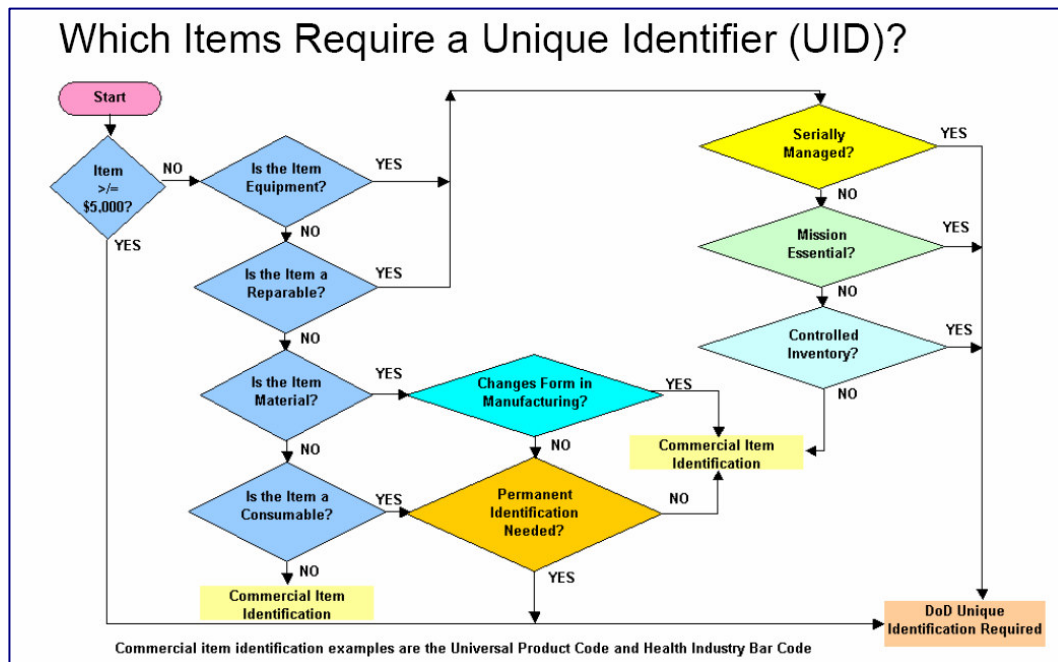 Which Items Require a Unique Identifier (UID)?
Start
Item
>/=
$5,000?
NO
YES
Is the Item
Equipment?
YES
NO
Is the Item a
Reparable?
YES
NO
Is the Item
Material?
YES
NO
Is the Item a
Consumable?
YES
NO
Commercial Item
Identification
Changes Form in
Manufacturing?
YES
NO
Permanent
Identification
Needed?
NO
YES
Commercial Item
Identification
Serially
Managed?
YES
NO
Mission
Essential?
YES
NO
Controlled
Inventory?
YES
NO
DoD Unique
Identification Required
Commercial item identification examples are the Universal Product Code and Health Industry Bar Code